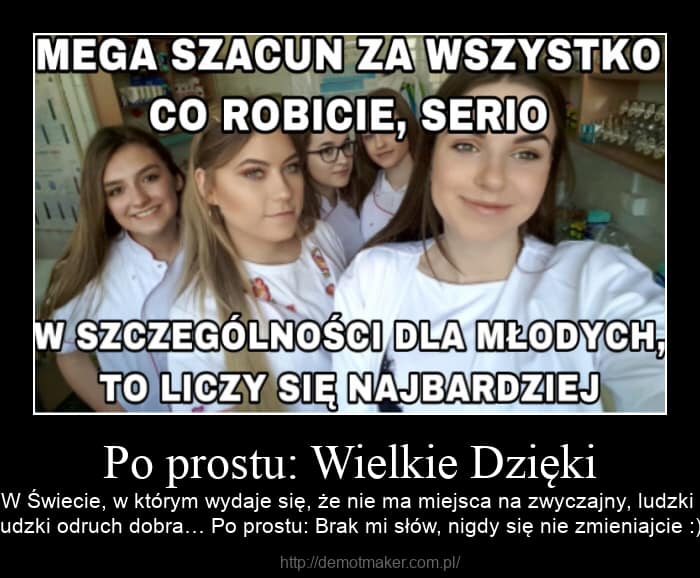 MEGA SZACUN ZA WSZYSTKO
CO ROBICIE, SERIO
W SZCZEGÓLNOŚCI DLA MŁODYCH,
TO LICZY SIĘ NAJBARDZIEJ
Po prostu: Wielkie Dzięki
W Świecie, w którym wydaje się, że nie ma miejsca na zwyczajny, ludzki
udzki odruch dobra… Po prostu: Brak mi słów, nigdy się nie zmieniajcie :)
http://demotmaker.com.pl/